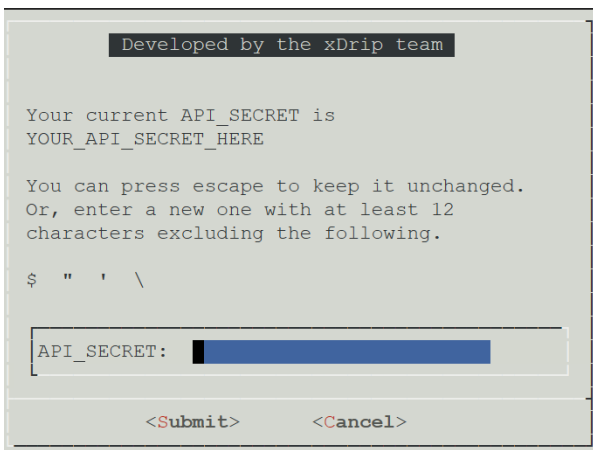 Developed by the xDrip team
Your current API_SECRET is
YOUR_API_SECRET_HERE
You can press escape to keep it unchanged.
Or, enter a new one with at least 12
characters excluding the following.
$ " ' \
API_SECRET:
<Submit> <Cancel>